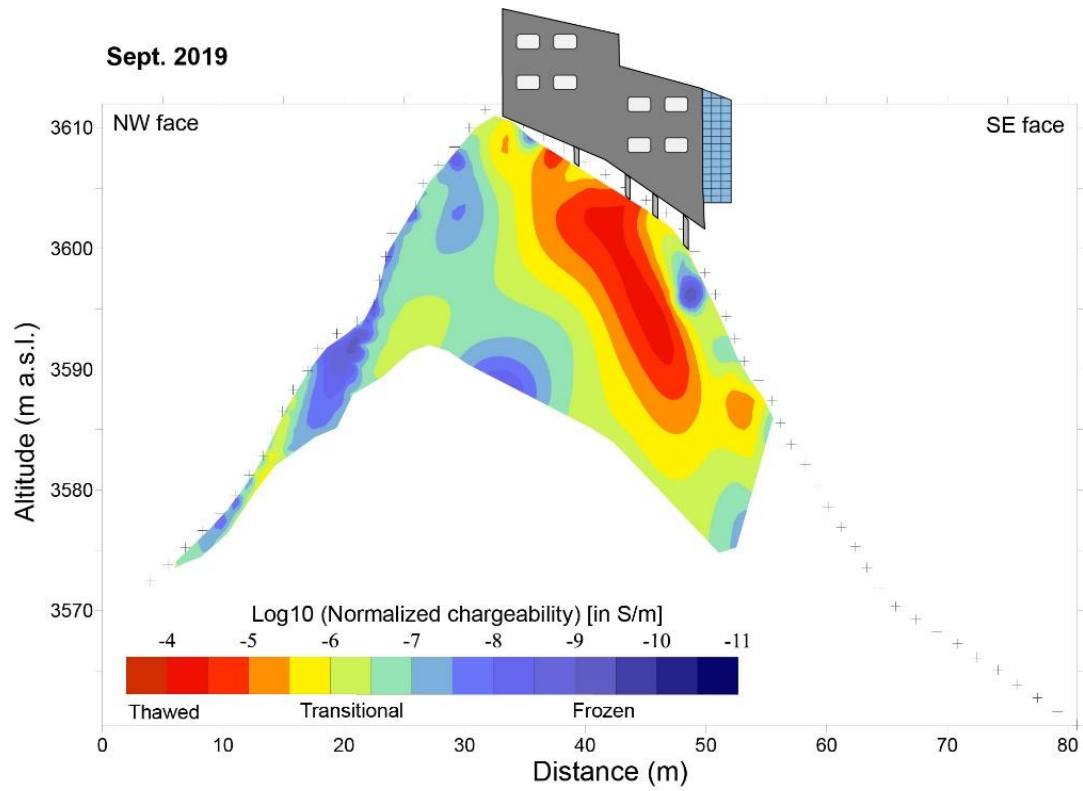 Sept. 2019
NW face
SE face
3610
3600
3590
3580
3570
Altitude (m a.s.l.)
Log10 (Normalized chargeability) [in S/m]
-4 -5 -6 -7 -8 -9 -10 -11
Thawed Transitional Frozen
0 10 20 30 40 50 60 70 80
Distance (m)